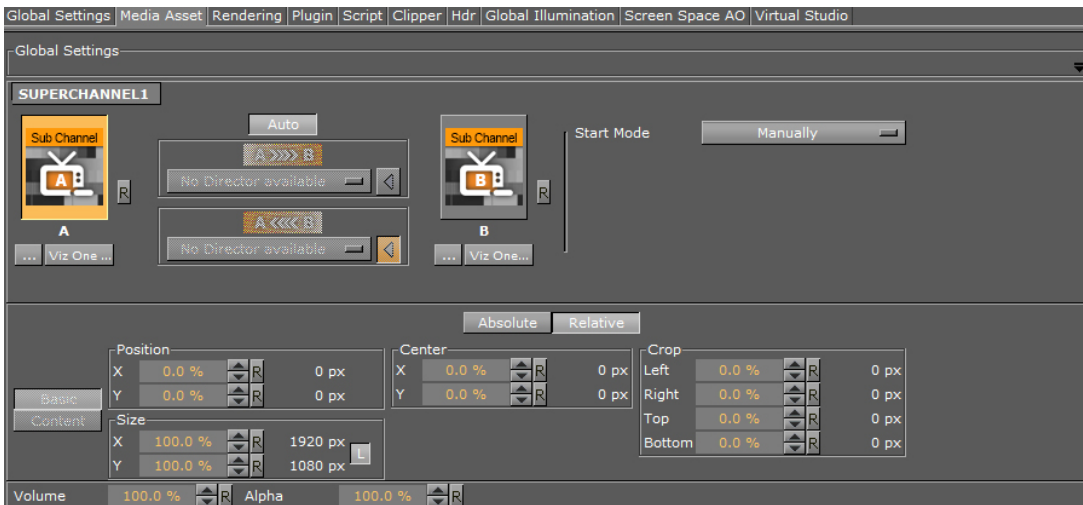 Global Settings Media Asset Rendering Plugin Script Clipper Hdr Global Illumination Screen Space AO Virtual Studio
Global Settings
SUPERCHANNEL1
Sub Channel
A
R
A
... Viz One ...
Auto
A >>>> B
No Director available
A <<<< B
No Director available
Sub Channel
B
R
B
... Viz One...
Start Mode Manually
Absolute Relative
Basic
Content
Position
X 0.0 % R 0 px
Y 0.0 % R 0 px
Size
X 100.0 % R 1920 px
Y 100.0 % R 1080 px
L
Center
X 0.0 % R 0 px
Y 0.0 % R 0 px
Crop
Left 0.0 % R 0 px
Right 0.0 % R 0 px
Top 0.0 % R 0 px
Bottom 0.0 % R 0 px
Volume 100.0 % R Alpha 100.0 % R